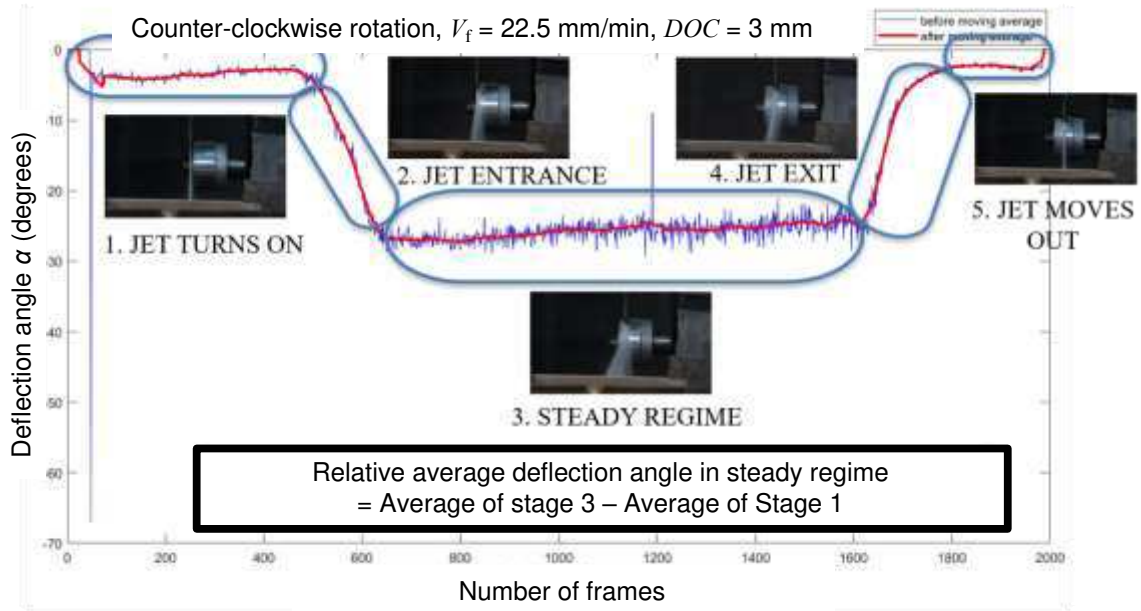 Counter-clockwise rotation, Vf = 22.5 mm/min, DOC = 3 mm
before moving average
after moving average
0
-10
-20
-30
-40
-50
-60
-70
Deflection angle α (degrees)
1. JET TURNS ON
2. JET ENTRANCE
3. STEADY REGIME
4. JET EXIT
5. JET MOVES
OUT
Relative average deflection angle in steady regime
= Average of stage 3 – Average of Stage 1
0
200
400
600
800
1000
1200
1400
1600
1800
2000
Number of frames